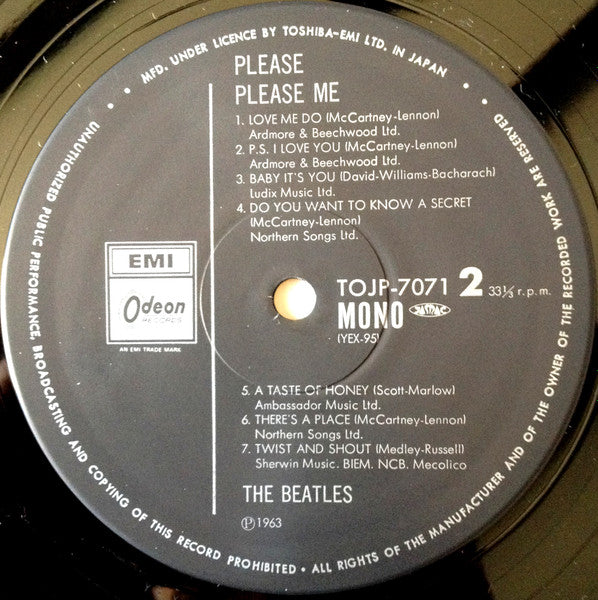 MFD. UNDER LICENCE BY TOSHIBA-EMI LTD. IN JAPAN •
PLEASE
PLEASE ME
1. LOVE ME DO (McCartney-Lennon)
Ardmore & Beechwood Ltd.
2. P.S. I LOVE YOU (McCartney-Lennon)
Ardmore & Beechwood Ltd.
3. BABY IT'S YOU (David-Williams-Bacharach)
Ludix Music Ltd.
4. DO YOU WANT TO KNOW A SECRET
(McCartney-Lennon)
Northern Songs Ltd.
EMI
Odeon
RECORDS
AN EMI TRADE MARK
TOJP-7071 2 33⅓ r.p.m.
MONO
(YEX-95)
5. A TASTE OF HONEY (Scott-Marlow)
Ambassador Music Ltd.
6. THERE'S A PLACE (McCartney-Lennon)
Northern Songs Ltd.
7. TWIST AND SHOUT (Medley-Russell)
Sherwin Music. BIEM. NCB. Mecolico
THE BEATLES
Ⓟ1963
• UNAUTHORIZED PUBLIC PERFORMANCE, BROADCASTING AND COPYING OF THIS RECORD PROHIBITED • ALL RIGHTS OF THE MANUFACTURER AND OF THE OWNER OF THE RECORDED WORK ARE RESERVED